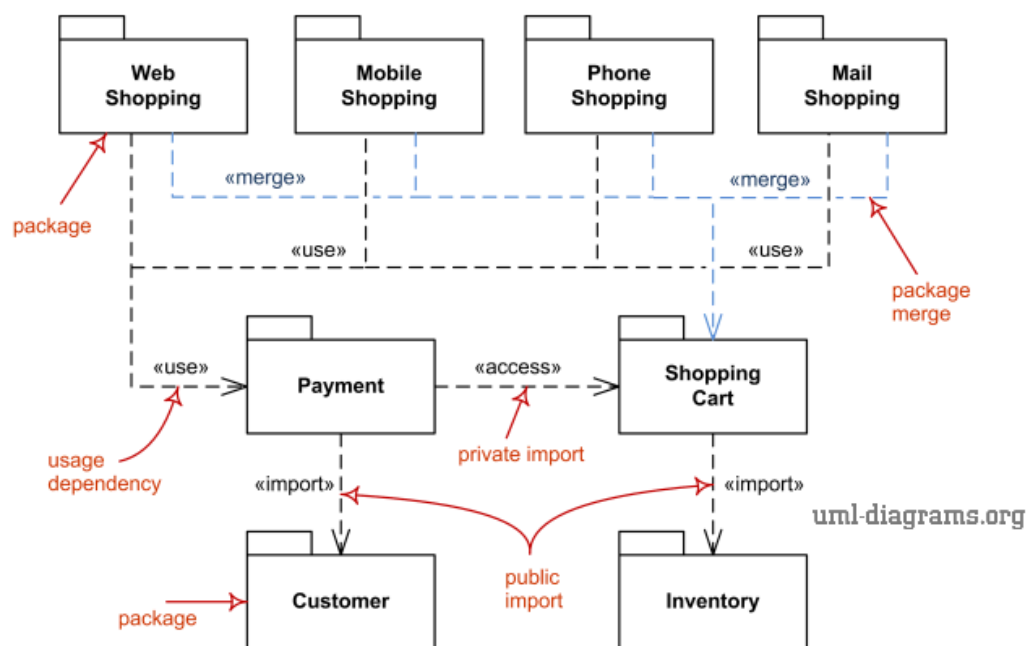 Web
Shopping
Mobile
Shopping
Phone
Shopping
Mail
Shopping
«merge»
«merge»
package
«use»
«use»
package
merge
«use»
Payment
«access»
Shopping
Cart
usage
dependency
private import
«import»
«import»
uml-diagrams.org
public
import
package
Customer
Inventory